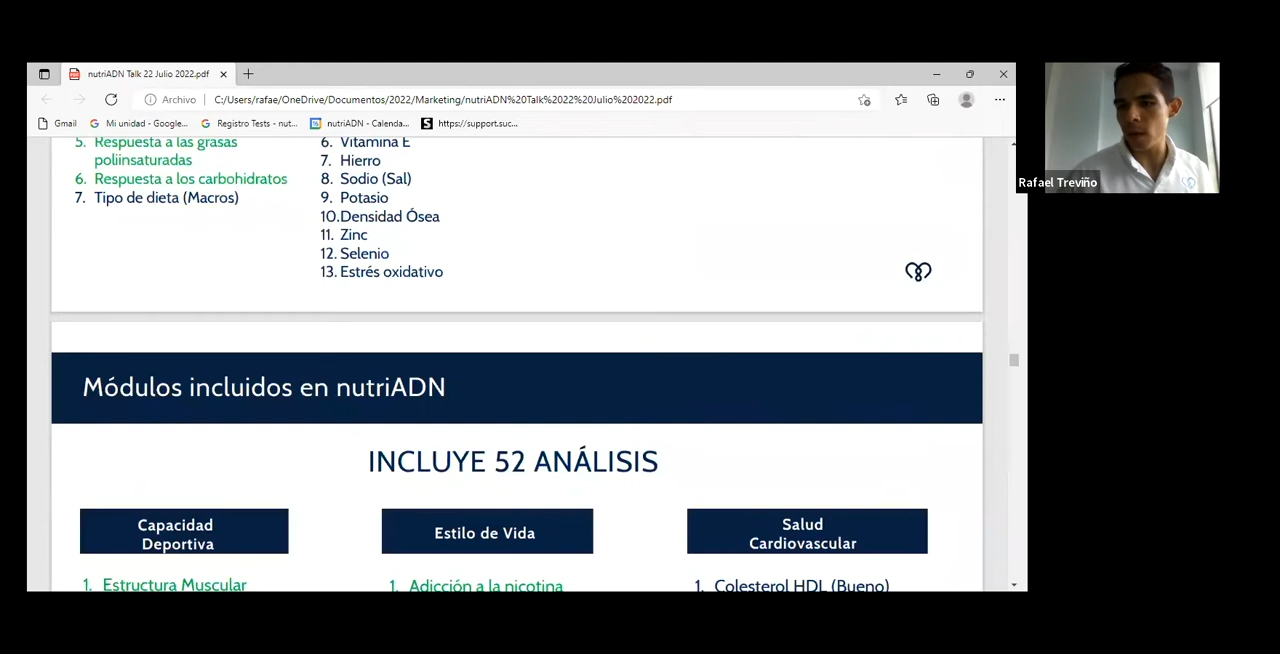 nutriADN Talk 22 Julio 2022.pdf
Archivo
C:/Users/rafae/OneDrive/Documentos/2022/Marketing/nutriADN%20Talk%2022%20Julio%202022.pdf
Gmail
Mi unidad - Google...
Registro Tests - nut...
nutriADN - Calenda...
https://support.suc...
Rafael Treviño
5. Respuesta a las grasas
poliinsaturadas
6. Respuesta a los carbohidratos
7. Tipo de dieta (Macros)
6. Vitamina E
7. Hierro
8. Sodio (Sal)
9. Potasio
10. Densidad Ósea
11. Zinc
12. Selenio
13. Estrés oxidativo
Módulos incluidos en nutriADN
INCLUYE 52 ANÁLISIS
Capacidad
Deportiva
Estilo de Vida
Salud
Cardiovascular
1. Estructura Muscular
1. Adicción a la nicotina
1. Colesterol HDL (Bueno)